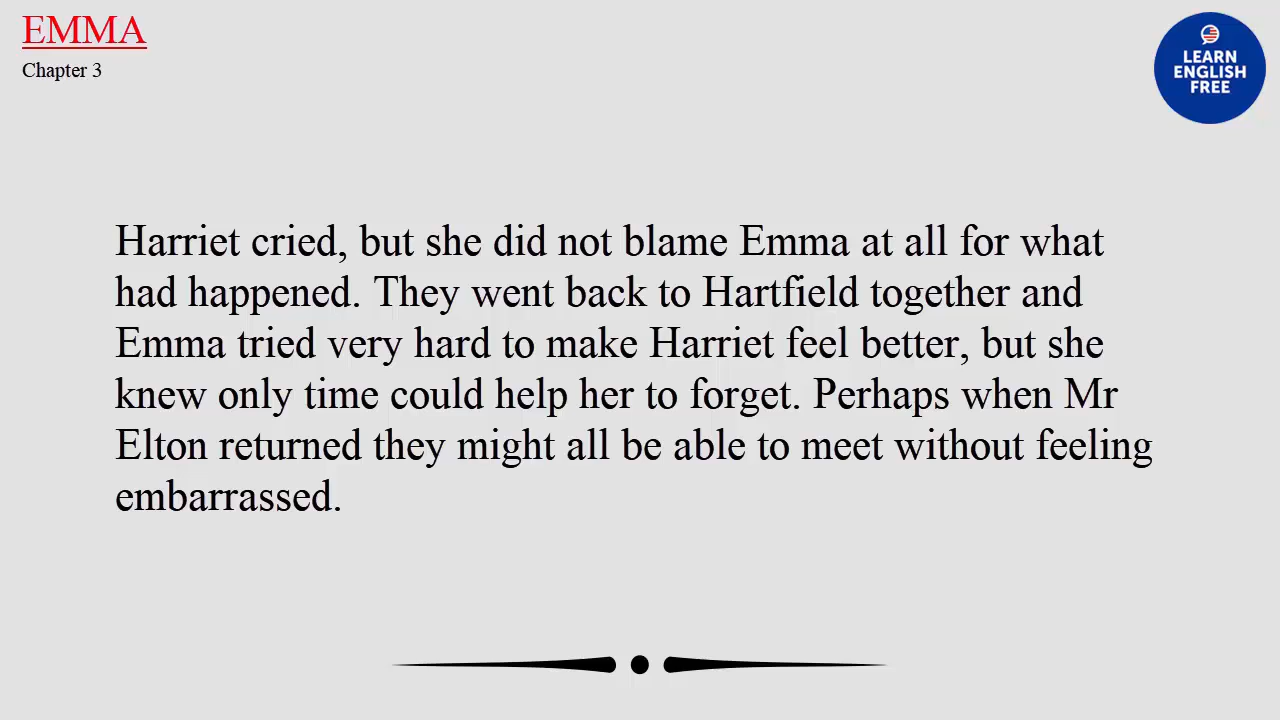 EMMA
Chapter 3
LEARN
ENGLISH
FREE
Harriet cried, but she did not blame Emma at all for what
had happened. They went back to Hartfield together and
Emma tried very hard to make Harriet feel better, but she
knew only time could help her to forget. Perhaps when Mr
Elton returned they might all be able to meet without feeling
embarrassed.